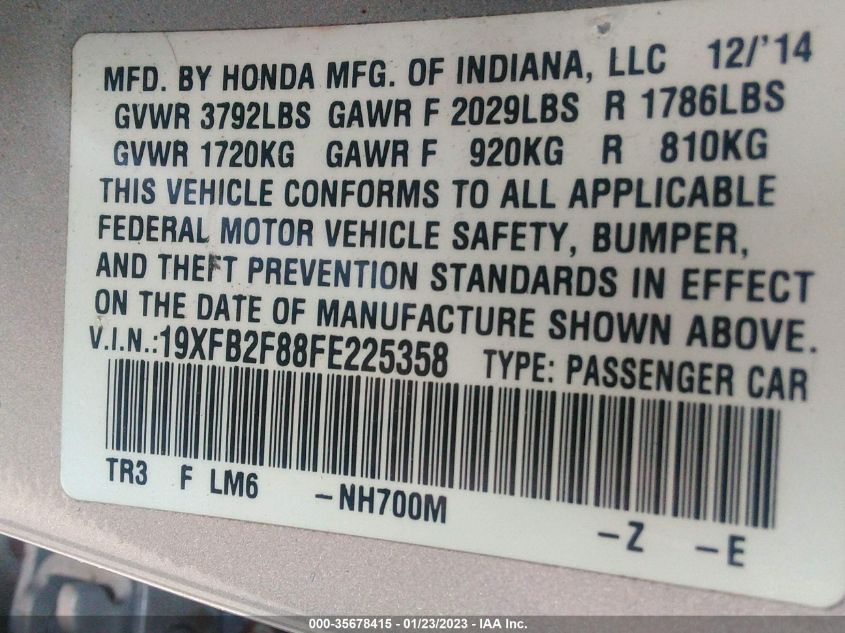 MFD. BY HONDA MFG. OF INDIANA, LLC 12/'14
GVWR 3792LBS GAWR F 2029LBS R 1786LBS
GVWR 1720KG GAWR F 920KG R 810KG
THIS VEHICLE CONFORMS TO ALL APPLICABLE
FEDERAL MOTOR VEHICLE SAFETY, BUMPER,
AND THEFT PREVENTION STANDARDS IN EFFECT
ON THE DATE OF MANUFACTURE SHOWN ABOVE.
V.I.N.:19XFB2F88FE225358 TYPE: PASSENGER CAR
TR3 F LM6 -NH700M -Z -E
000-35678415 - 01/23/2023 - IAA Inc.